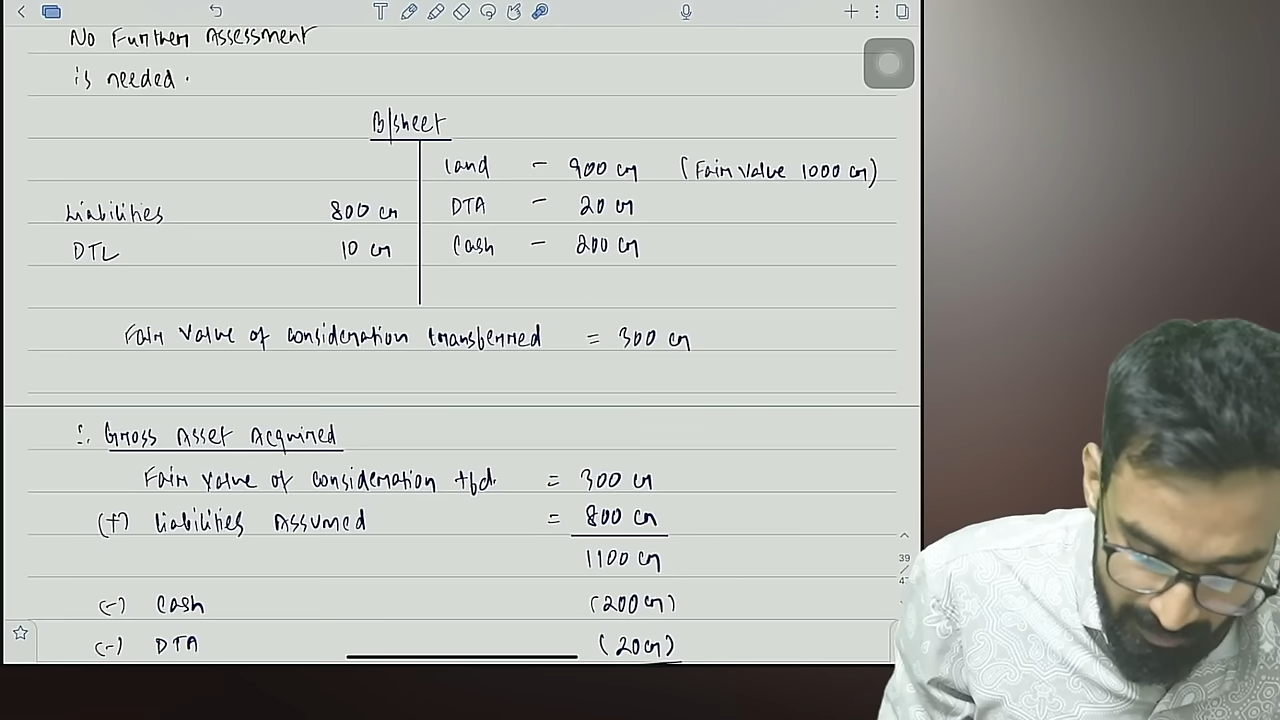 No Further Assessment
is needed.
B/sheet
Land - 900 cr (Fair Value 1000 cr)
Liabilities 800 cr DTA - 20 cr
DTL 10 cr Cash - 200 cr
Fair Value of consideration transferred = 300 cr
∴ Gross Asset Acquired
Fair Value of consideration tfd. = 300 cr
(+) Liabilities Assumed = 800 cr
1100 cr
39
(-) Cash (200 cr)
(-) DTA (20 cr)